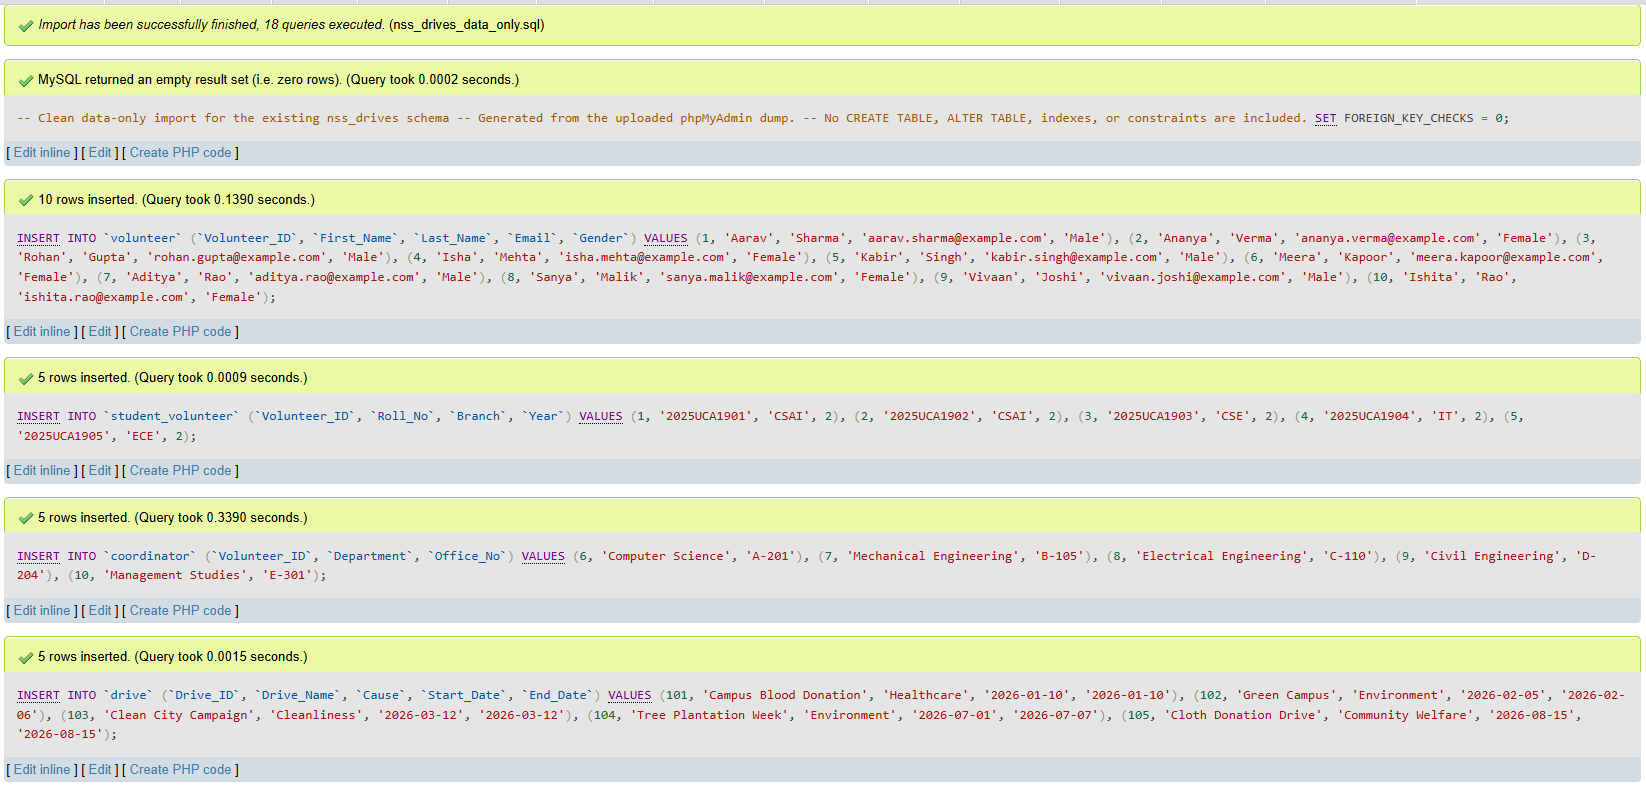 Import has been successfully finished, 18 queries executed. (nss_drives_data_only.sql)
MySQL returned an empty result set (i.e. zero rows). (Query took 0.0002 seconds.)
-- Clean data-only import for the existing nss_drives schema -- Generated from the uploaded phpMyAdmin dump. -- No CREATE TABLE, ALTER TABLE, indexes, or constraints are included. SET FOREIGN_KEY_CHECKS = 0;
[ Edit inline ] [ Edit ] [ Create PHP code ]
10 rows inserted. (Query took 0.1390 seconds.)
INSERT INTO `volunteer` (`Volunteer_ID`, `First_Name`, `Last_Name`, `Email`, `Gender`) VALUES (1, 'Aarav', 'Sharma', 'aarav.sharma@example.com', 'Male'), (2, 'Ananya', 'Verma', 'ananya.verma@example.com', 'Female'), (3,
'Rohan', 'Gupta', 'rohan.gupta@example.com', 'Male'), (4, 'Isha', 'Mehta', 'isha.mehta@example.com', 'Female'), (5, 'Kabir', 'Singh', 'kabir.singh@example.com', 'Male'), (6, 'Meera', 'Kapoor', 'meera.kapoor@example.com',
'Female'), (7, 'Aditya', 'Rao', 'aditya.rao@example.com', 'Male'), (8, 'Sanya', 'Malik', 'sanya.malik@example.com', 'Female'), (9, 'Vivaan', 'Joshi', 'vivaan.joshi@example.com', 'Male'), (10, 'Ishita', 'Rao',
'ishita.rao@example.com', 'Female');
[ Edit inline ] [ Edit ] [ Create PHP code ]
5 rows inserted. (Query took 0.0009 seconds.)
INSERT INTO `student_volunteer` (`Volunteer_ID`, `Roll_No`, `Branch`, `Year`) VALUES (1, '2025UCA1901', 'CSAI', 2), (2, '2025UCA1902', 'CSAI', 2), (3, '2025UCA1903', 'CSE', 2), (4, '2025UCA1904', 'IT', 2), (5,
'2025UCA1905', 'ECE', 2);
[ Edit inline ] [ Edit ] [ Create PHP code ]
5 rows inserted. (Query took 0.3390 seconds.)
INSERT INTO `coordinator` (`Volunteer_ID`, `Department`, `Office_No`) VALUES (6, 'Computer Science', 'A-201'), (7, 'Mechanical Engineering', 'B-105'), (8, 'Electrical Engineering', 'C-110'), (9, 'Civil Engineering', 'D-
204'), (10, 'Management Studies', 'E-301');
[ Edit inline ] [ Edit ] [ Create PHP code ]
5 rows inserted. (Query took 0.0015 seconds.)
INSERT INTO `drive` (`Drive_ID`, `Drive_Name`, `Cause`, `Start_Date`, `End_Date`) VALUES (101, 'Campus Blood Donation', 'Healthcare', '2026-01-10', '2026-01-10'), (102, 'Green Campus', 'Environment', '2026-02-05', '2026-02-
06'), (103, 'Clean City Campaign', 'Cleanliness', '2026-03-12', '2026-03-12'), (104, 'Tree Plantation Week', 'Environment', '2026-07-01', '2026-07-07'), (105, 'Cloth Donation Drive', 'Community Welfare', '2026-08-15',
'2026-08-15');
[ Edit inline ] [ Edit ] [ Create PHP code ]